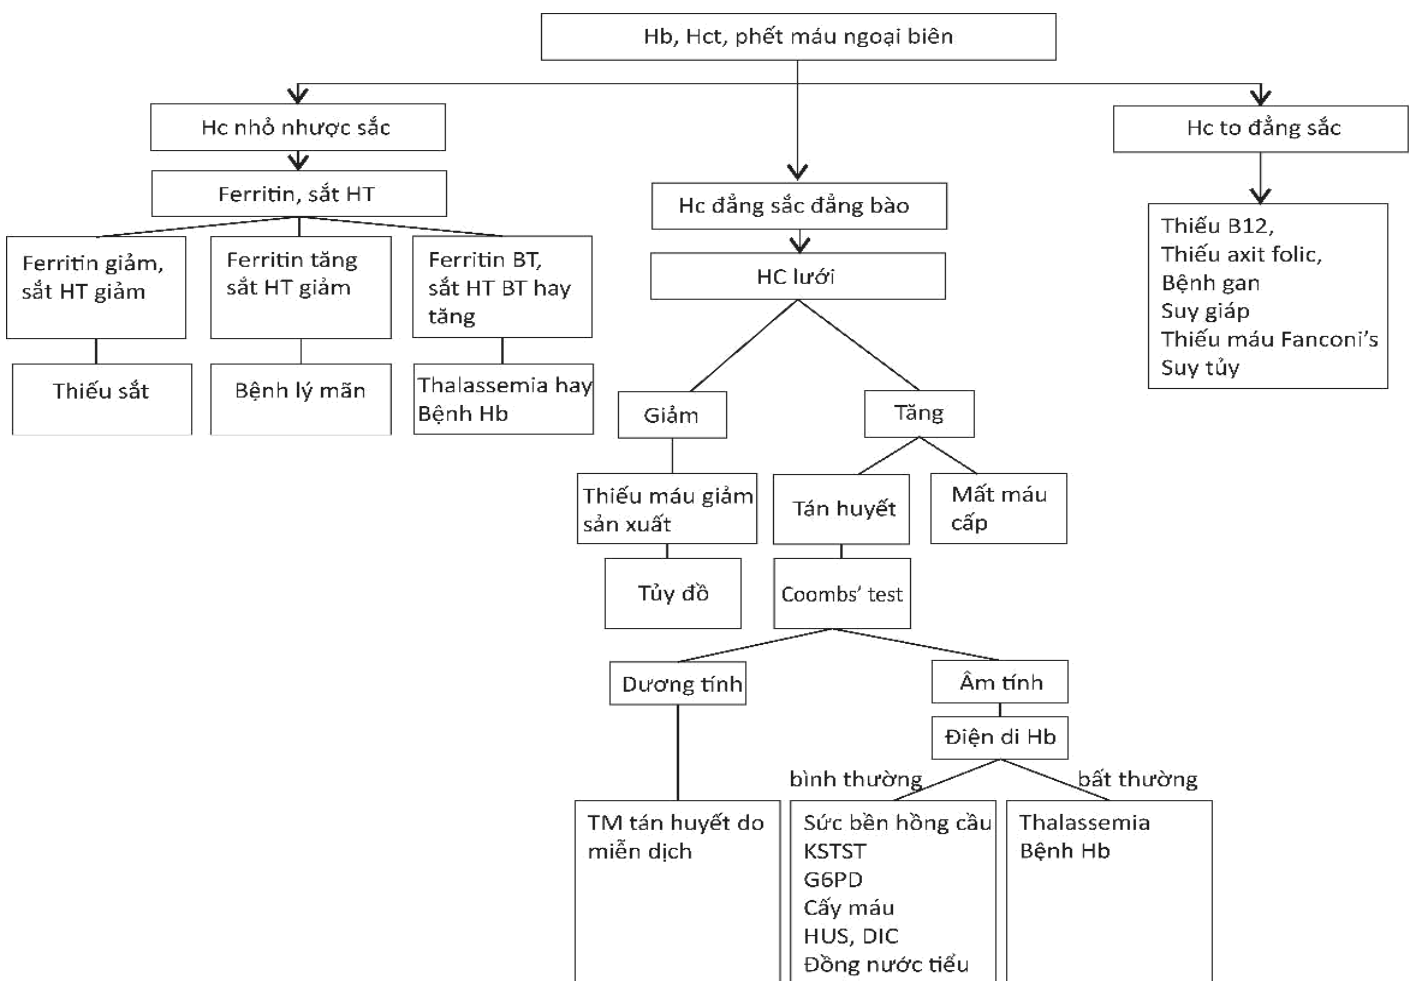 Hb, Hct, phết máu ngoại biên
Hc nhỏ nhược sắc
Ferritin, sắt HT
Ferritin giảm,
sắt HT giảm
Ferritin tăng
sắt HT giảm
Ferritin BT,
sắt HT BT hay
tăng
Thiếu sắt
Bệnh lý mãn
Thalassemia hay
Bệnh Hb
Hc đẳng sắc đẳng bào
HC lưới
Giảm
Tăng
Thiếu máu giảm
sản xuất
Tán huyết
Mất máu
cấp
Tủy đồ
Coombs’ test
Dương tính
Âm tính
Điện di Hb
bình thường
bất thường
TM tán huyết do
miễn dịch
Sức bền hồng cầu
KSTST
G6PD
Cấy máu
HUS, DIC
Đồng nước tiểu
Thalassemia
Bệnh Hb
Hc to đẳng sắc
Thiếu B12,
Thiếu axit folic,
Bệnh gan
Suy giáp
Thiếu máu Fanconi’s
Suy tủy